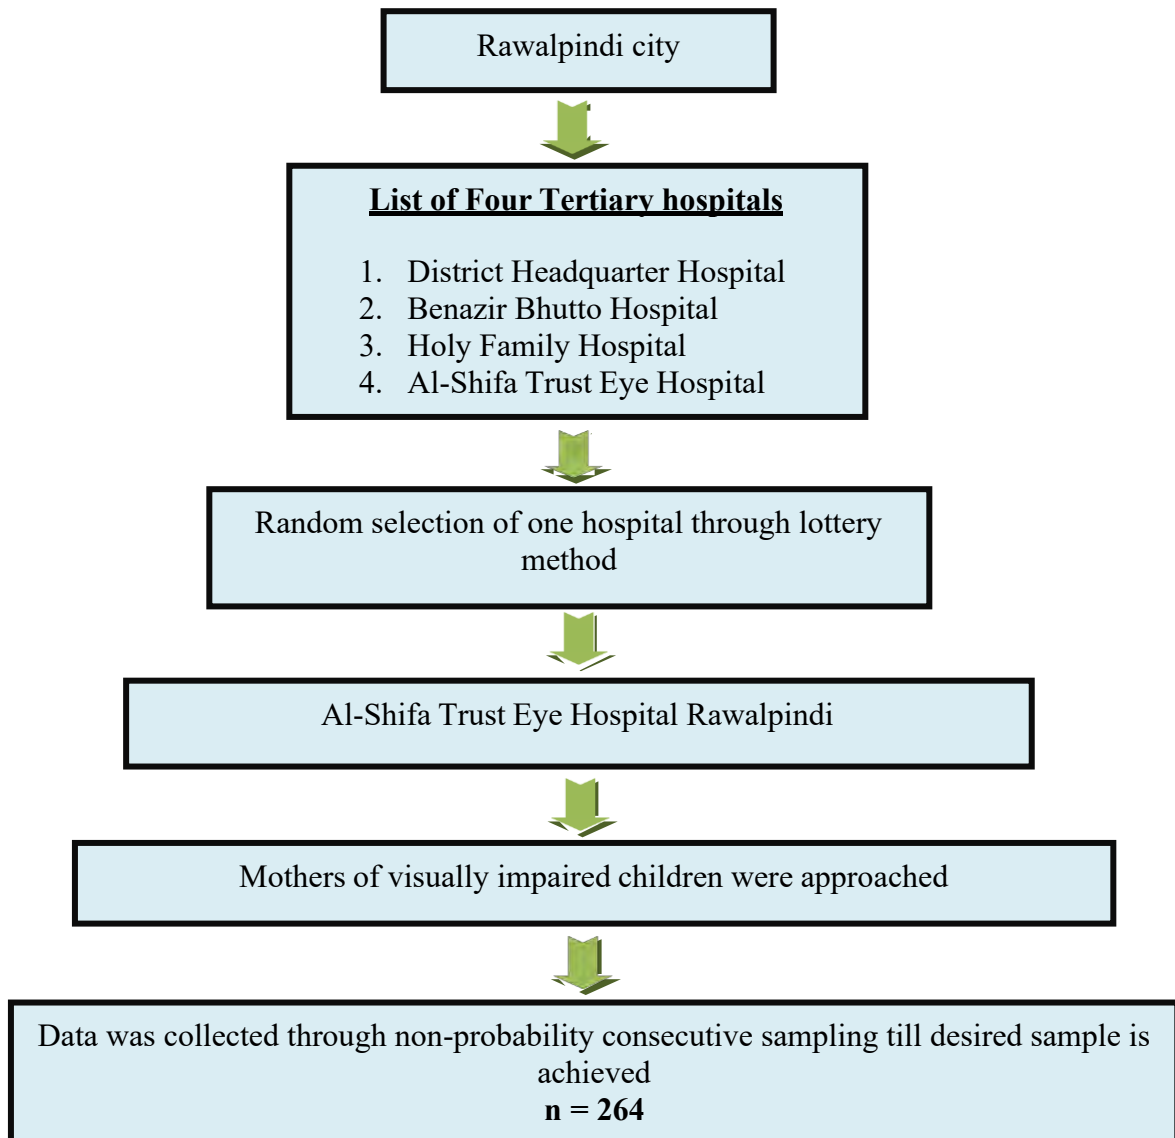 Rawalpindi city
List of Four Tertiary hospitals
1. District Headquarter Hospital
2. Benazir Bhutto Hospital
3. Holy Family Hospital
4. Al-Shifa Trust Eye Hospital
Random selection of one hospital through lottery
method
Al-Shifa Trust Eye Hospital Rawalpindi
Mothers of visually impaired children were approached
Data was collected through non-probability consecutive sampling till desired sample is
achieved
n = 264